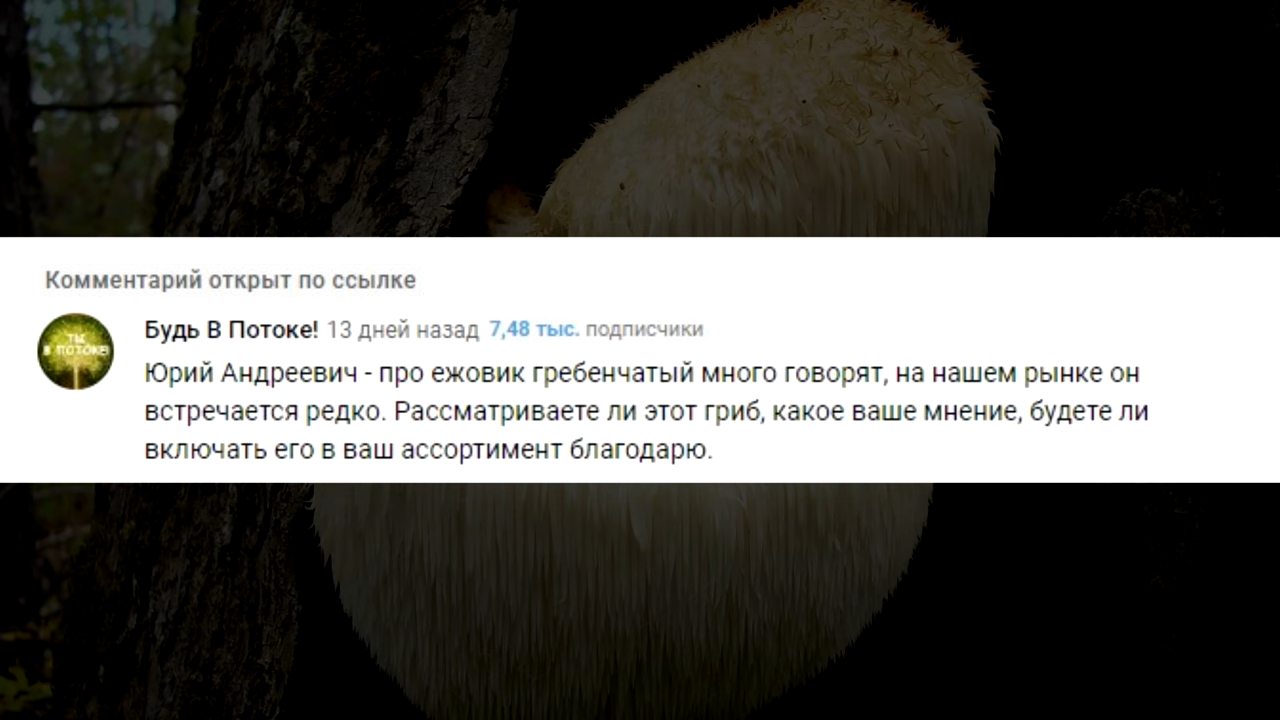 Комментарий открыт по ссылке
ТЫ
В ПОТОКЕ!
Будь В Потоке! 13 дней назад 7,48 тыс. подписчики
Юрий Андреевич - про ежовик гребенчатый много говорят, на нашем рынке он
встречается редко. Рассматриваете ли этот гриб, какое ваше мнение, будете ли
включать его в ваш ассортимент благодарю.